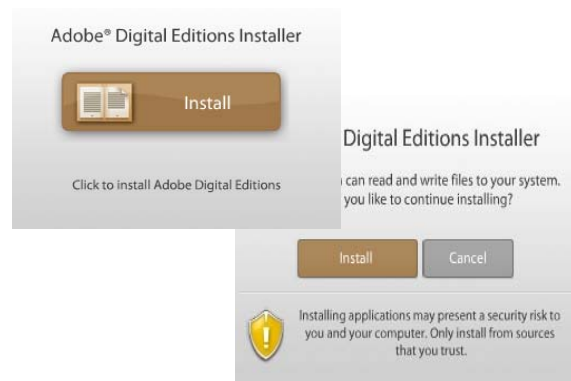 Adobe® Digital Editions Installer
Install
Click to install Adobe Digital Editions
Digital Editions Installer
can read and write files to your system.
you like to continue installing?
Install
Cancel
Installing applications may present a security risk to
you and your computer. Only install from sources
that you trust.